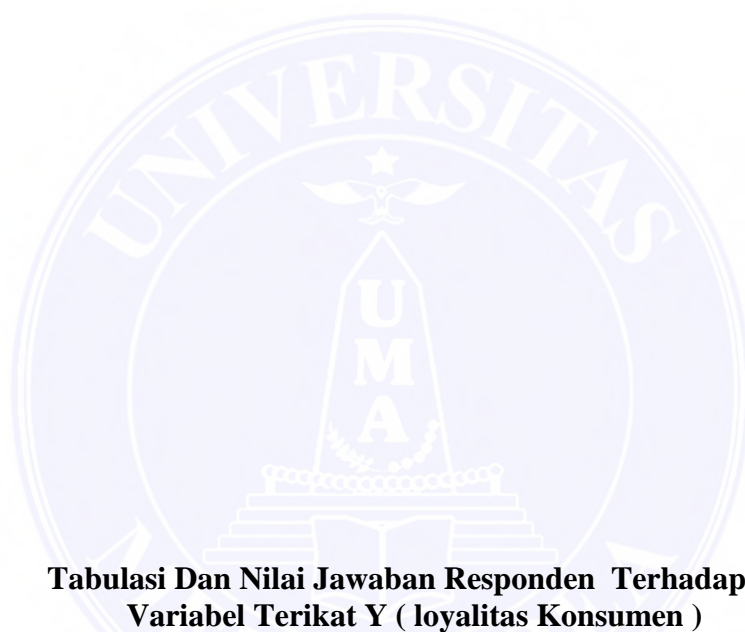 UNIVERSITAS
U
M
A
Tabulasi Dan Nilai Jawaban Responden Terhadap
Variabel Terikat Y ( loyalitas Konsumen )